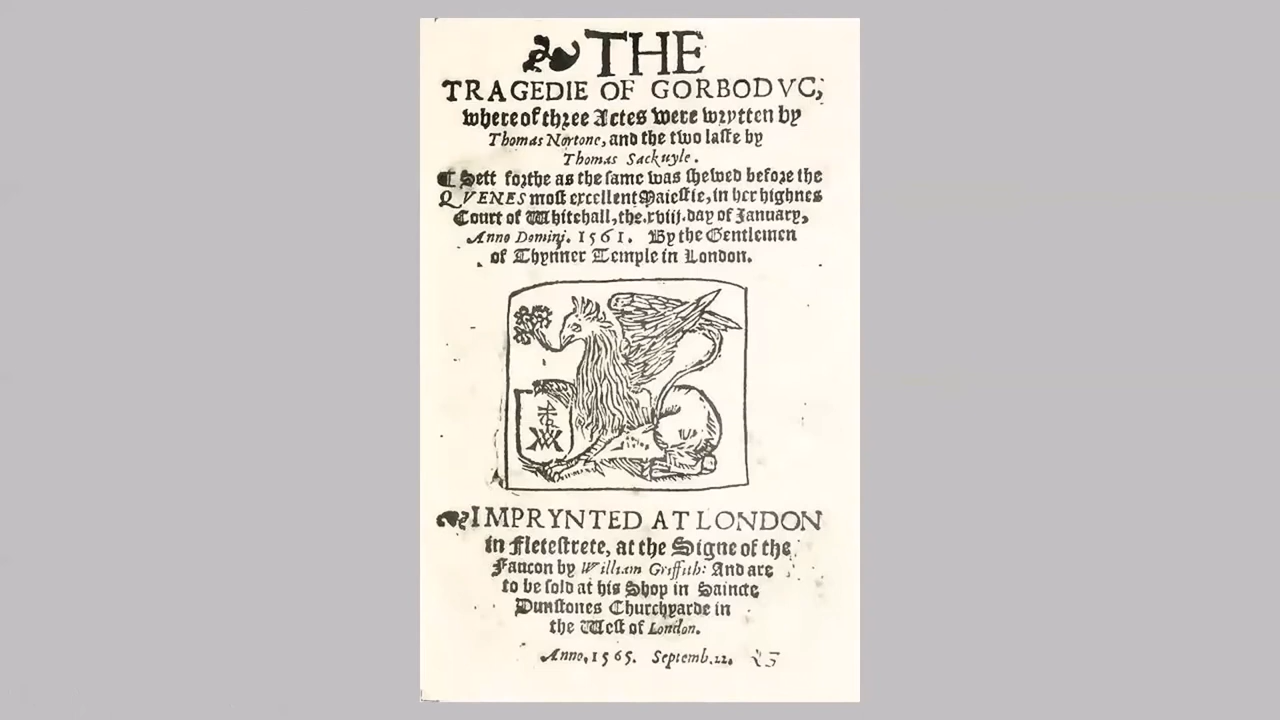 THE
TRAGEDIE OF GORBODVC,
whereof three Actes were wrytten by
Thomas Nortone, and the two laste by
Thomas Sackuyle.
¶ Sett forthe as the same was shewed before the
QVENES most excellent Maiestie, in her highnes
Court of Whitehall, the .xviij. day of January,
Anno Domini. 1561. By the Gentlemen
of Thynner Temple in London.
IMPRYNTED AT LONDON
in Fletestrete, at the Signe of the
Faucon by William Griffith: And are
to be sold at his Shop in Saincte
Dunstones Churchyarde in
the West of London.
Anno, 1565. Septemb. 22.